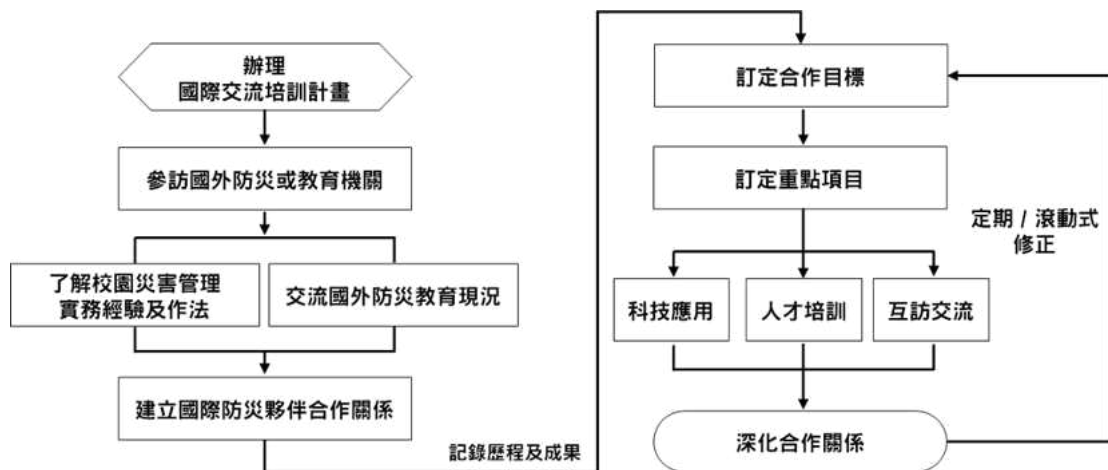 辦理
國際交流培訓計畫
參訪國外防災或教育機關
了解校園災害管理
實務經驗及作法
交流國外防災教育現況
建立國際防災夥伴合作關係
記錄歷程及成果
訂定合作目標
訂定重點項目
科技應用
人才培訓
互訪交流
深化合作關係
定期 / 滾動式
修正